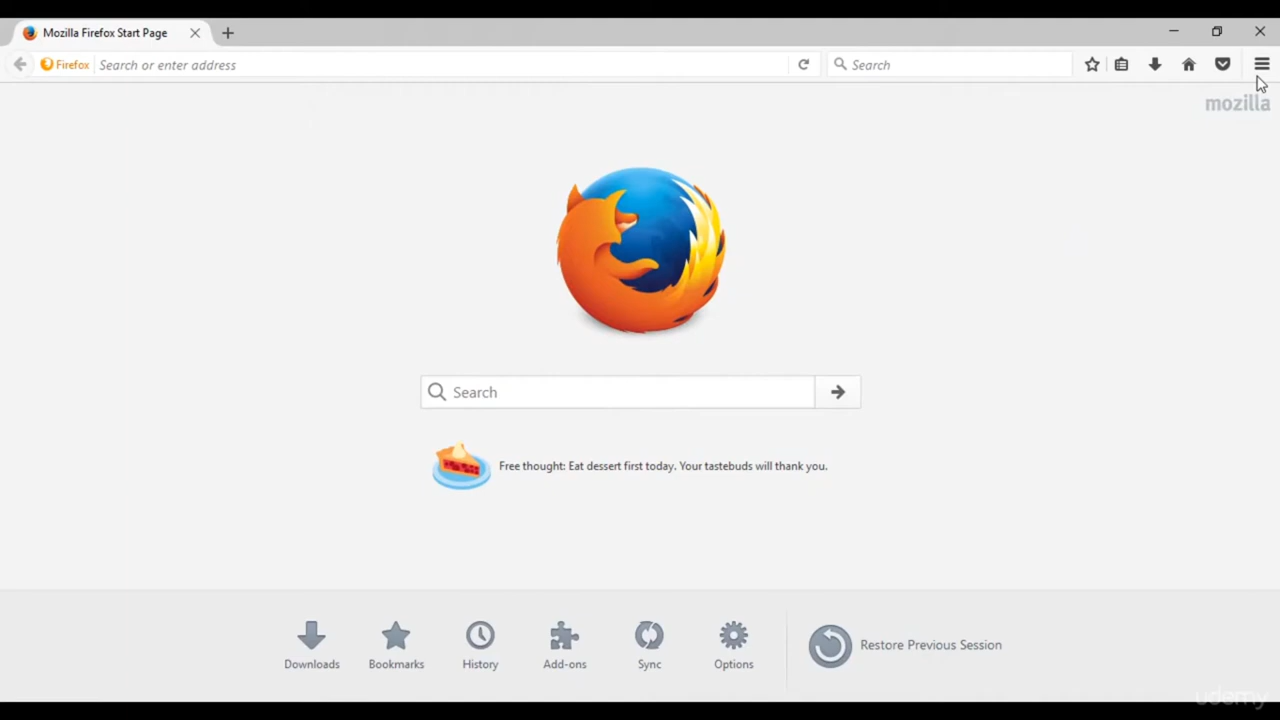 Mozilla Firefox Start Page
Firefox Search or enter address
Search
mozilla
Search
Free thought: Eat dessert first today. Your tastebuds will thank you.
Downloads Bookmarks History Add-ons Sync Options
Restore Previous Session
udemy